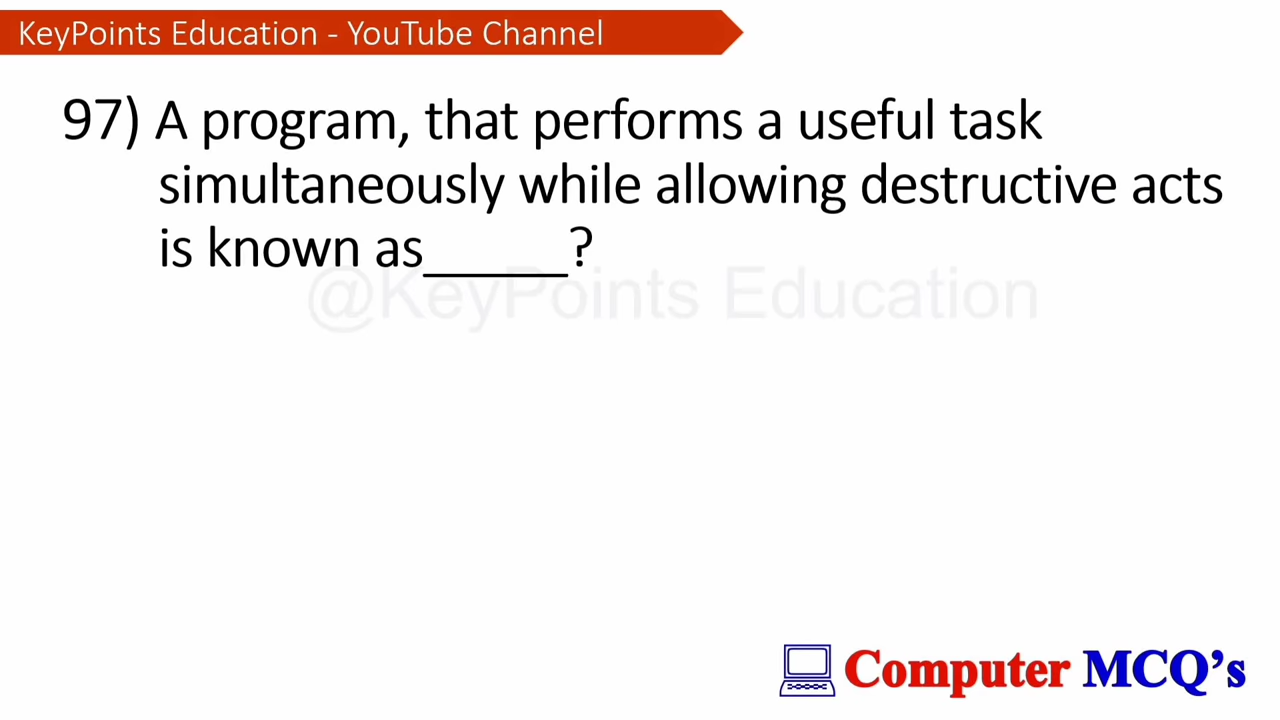 KeyPoints Education - YouTube Channel
97) A program, that performs a useful task
simultaneously while allowing destructive acts
is known as_____?
@KeyPoints Education
Computer MCQ's